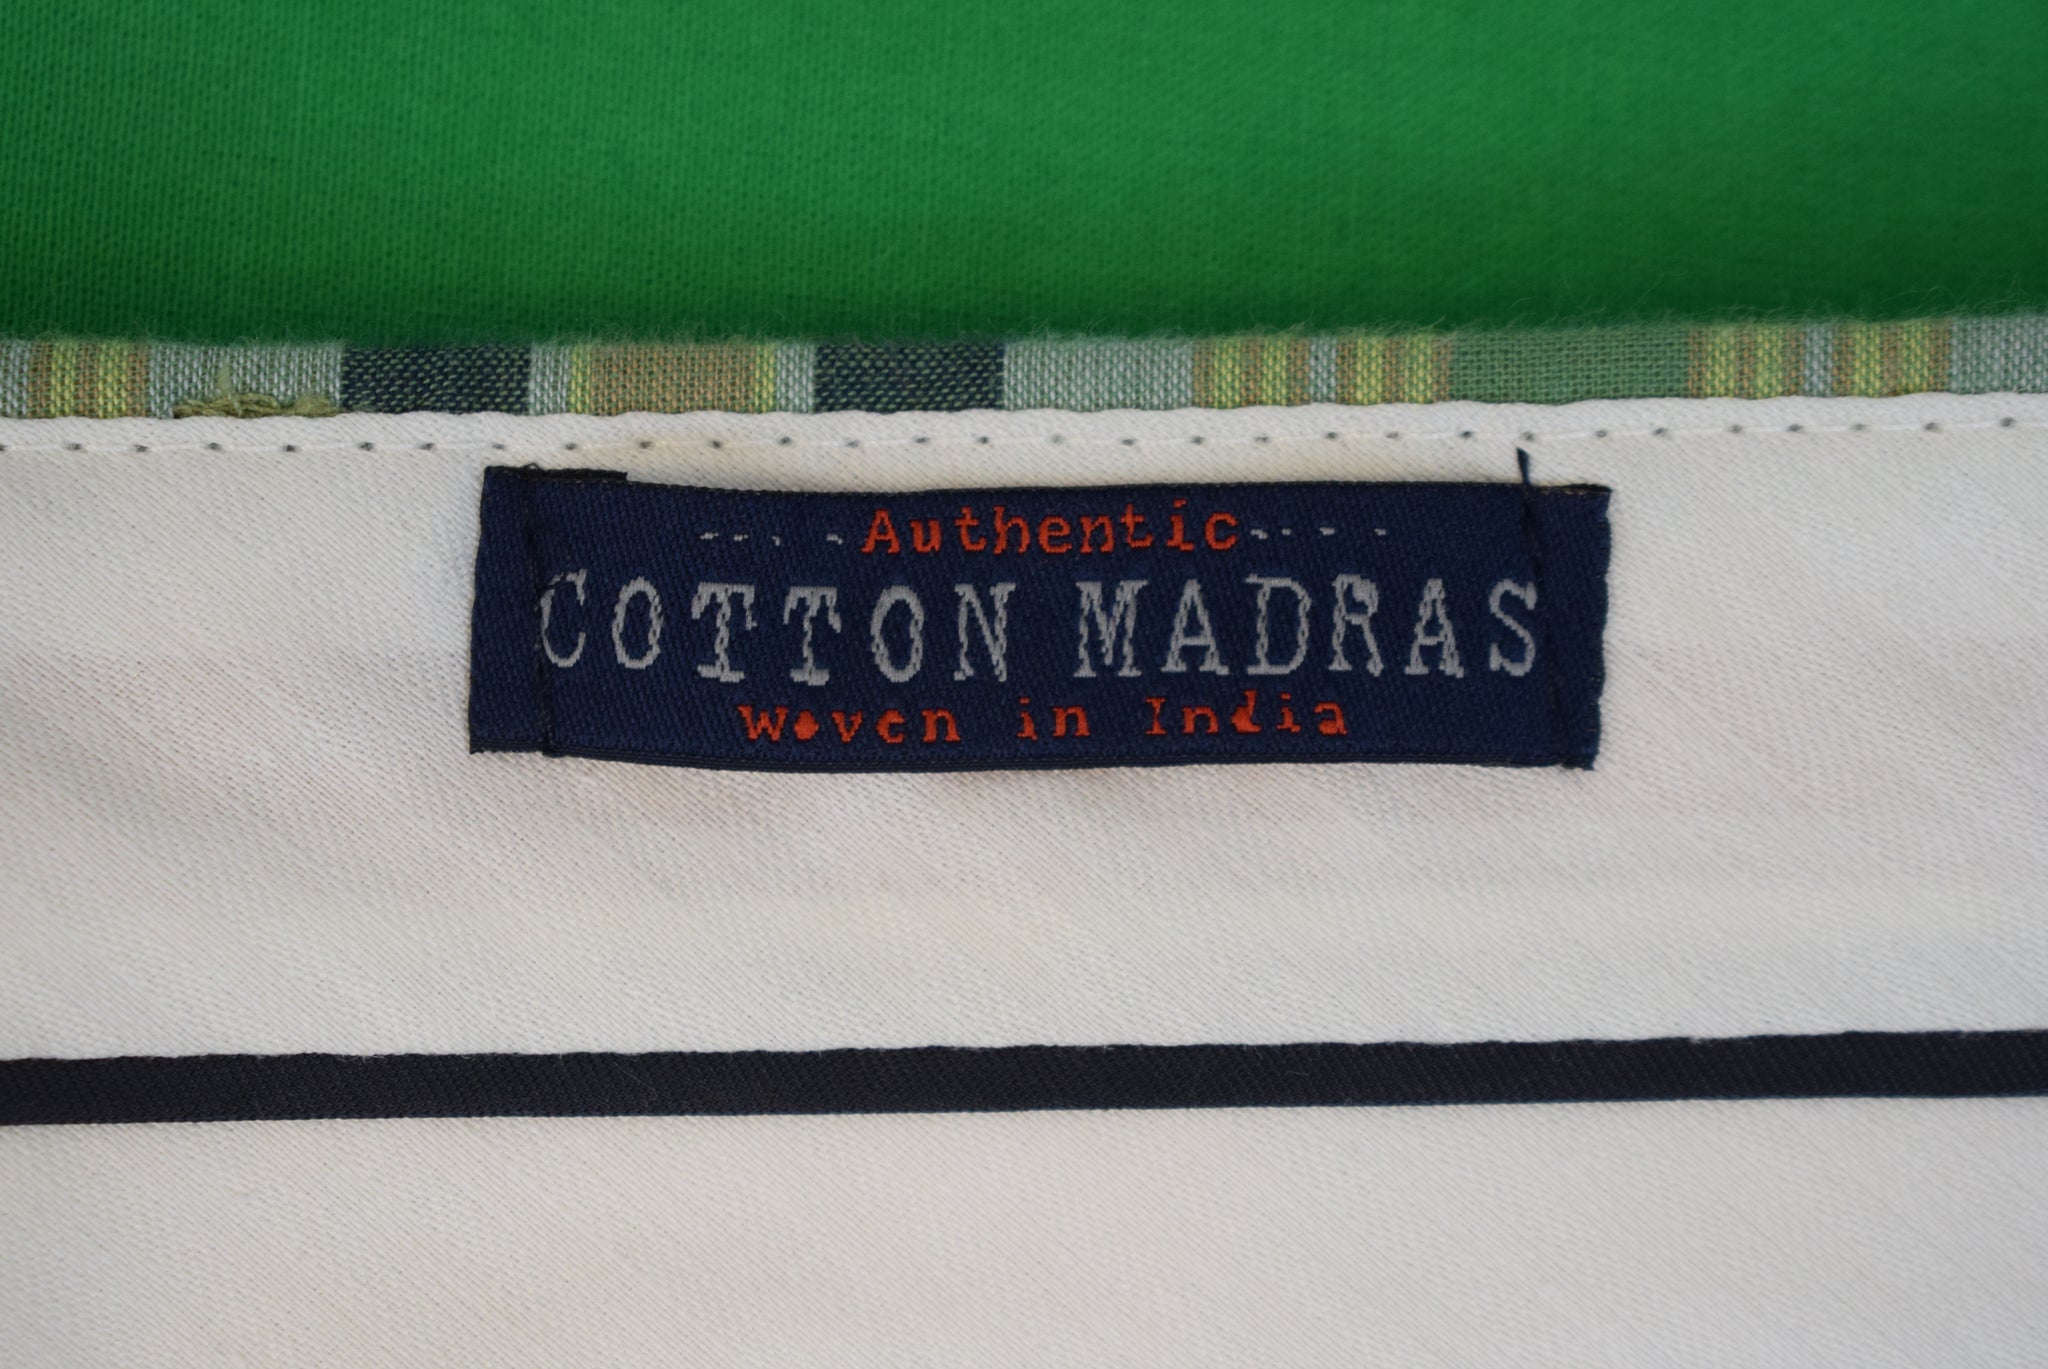 Authentic
COTTON MADRAS
Woven in India